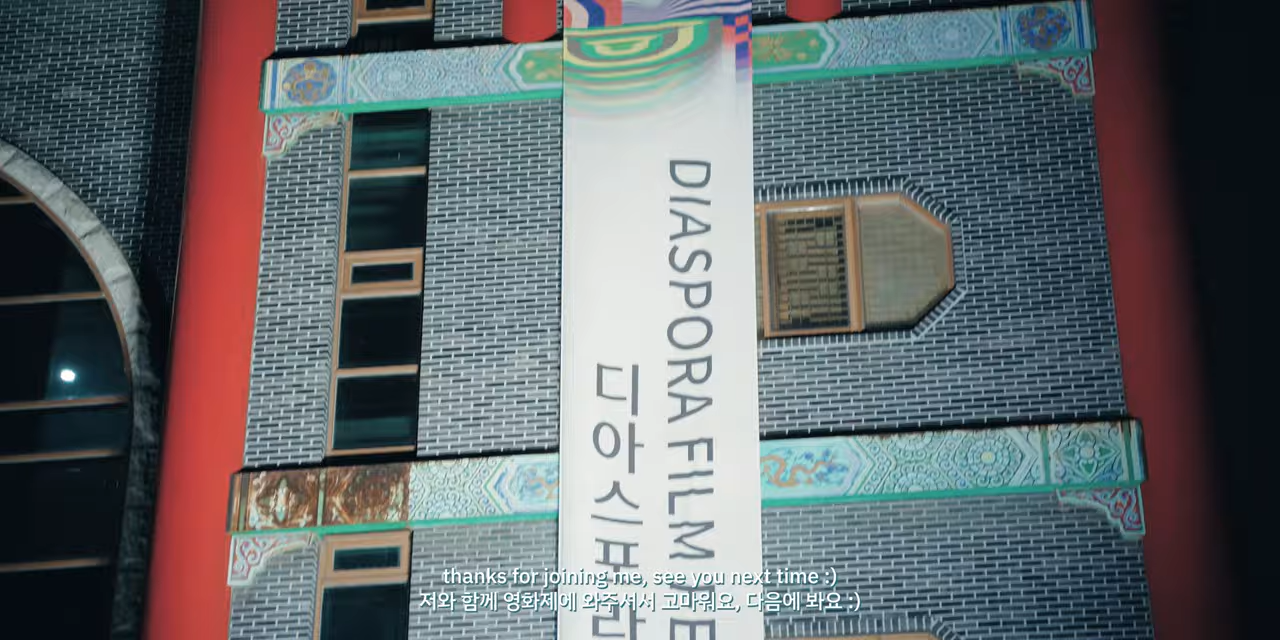 DIASPORA FILM FE
디아스포라
thanks for joining me, see you next time :)
저와 함께 영화제에 와주셔서 고마워요, 다음에 봐요 :)